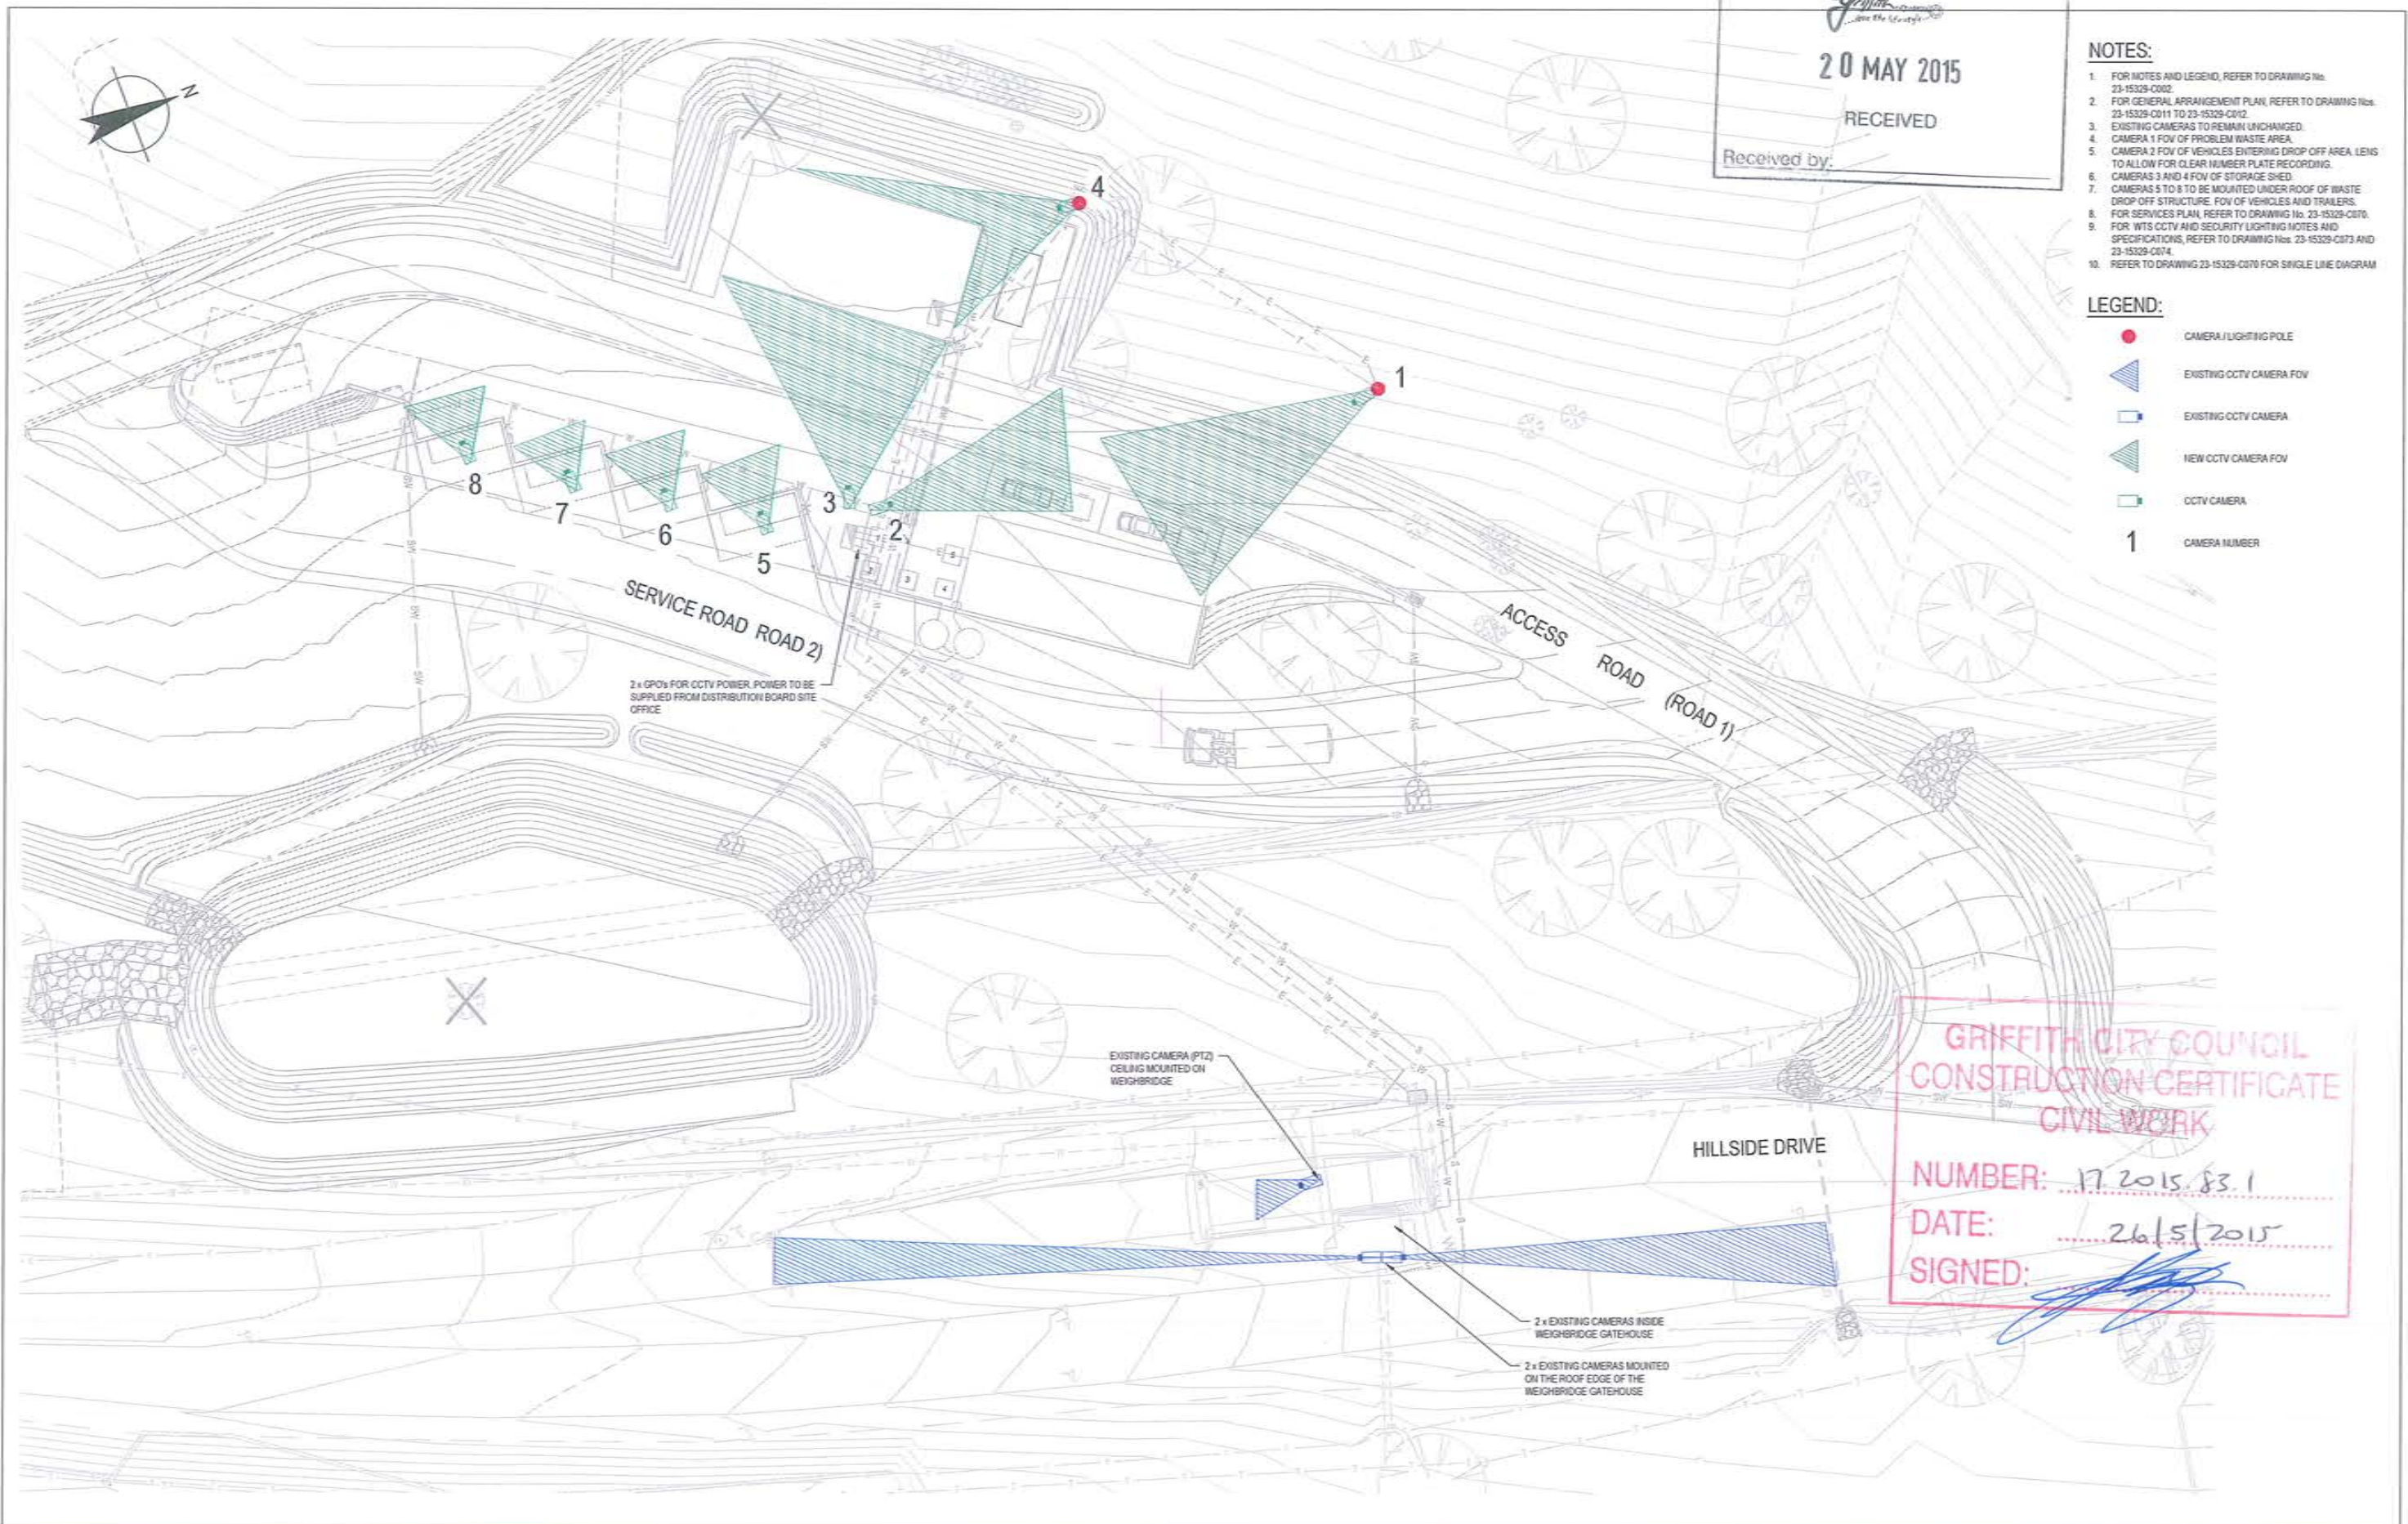 Griffith
love the lifestyle
20 MAY 2015
RECEIVED
Received by:
NOTES:
1. FOR NOTES AND LEGEND, REFER TO DRAWING No.
23-15329-C002.
2. FOR GENERAL ARRANGEMENT PLAN, REFER TO DRAWING Nos.
23-15329-C011 TO 23-15329-C012.
3. EXISTING CAMERAS TO REMAIN UNCHANGED.
4. CAMERA 1 FOV OF PROBLEM WASTE AREA.
5. CAMERA 2 FOV OF VEHICLES ENTERING DROP OFF AREA. LENS
TO ALLOW FOR CLEAR NUMBER PLATE RECORDING.
6. CAMERAS 3 AND 4 FOV OF STORAGE SHED.
7. CAMERAS 5 TO 8 TO BE MOUNTED UNDER ROOF OF WASTE
DROP OFF STRUCTURE. FOV OF VEHICLES AND TRAILERS.
8. FOR SERVICES PLAN, REFER TO DRAWING No. 23-15329-C070.
9. FOR WTS CCTV AND SECURITY LIGHTING NOTES AND
SPECIFICATIONS, REFER TO DRAWING Nos. 23-15329-C073 AND
23-15329-C074.
10. REFER TO DRAWING 23-15329-C070 FOR SINGLE LINE DIAGRAM
LEGEND:
CAMERA / LIGHTING POLE
EXISTING CCTV CAMERA FOV
EXISTING CCTV CAMERA
NEW CCTV CAMERA FOV
CCTV CAMERA
1 CAMERA NUMBER
N
4
1
8
7
6
5
3
2
SERVICE ROAD ROAD 2)
ACCESS ROAD (ROAD 1)
2 x GPO's FOR CCTV POWER. POWER TO BE
SUPPLIED FROM DISTRIBUTION BOARD SITE
OFFICE
EXISTING CAMERA (PTZ)
CEILING MOUNTED ON
WEIGHBRIDGE
HILLSIDE DRIVE
2 x EXISTING CAMERAS INSIDE
WEIGHBRIDGE GATEHOUSE
2 x EXISTING CAMERAS MOUNTED
ON THE ROOF EDGE OF THE
WEIGHBRIDGE GATEHOUSE
GRIFFITH CITY COUNCIL
CONSTRUCTION CERTIFICATE
CIVIL WORK
NUMBER: 17.2015.83.1
DATE: 26/5/2015
SIGNED: